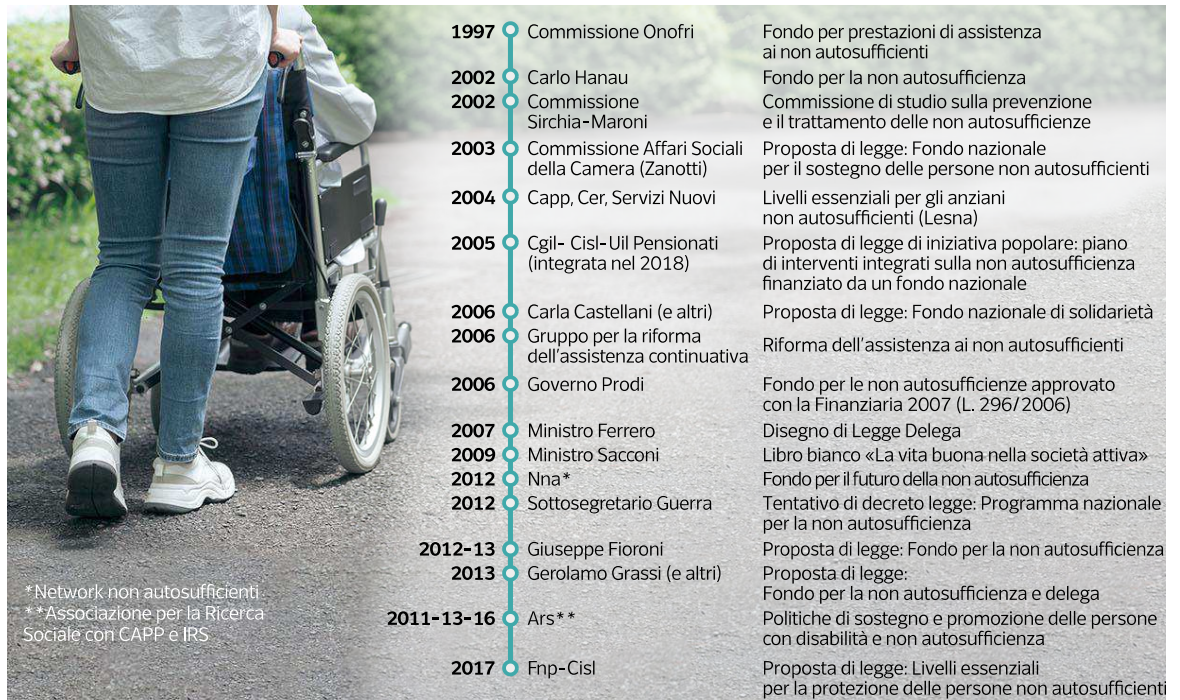 1997 Commissione Onofri Fondo per prestazioni di assistenza
ai non autosufficienti
2002 Carlo Hanau Fondo per la non autosufficienza
2002 Commissione Commissione di studio sulla prevenzione
Sirchia-Maroni e il trattamento delle non autosufficienze
2003 Commissione Affari Sociali Proposta di legge: Fondo nazionale
della Camera (Zanotti) per il sostegno delle persone non autosufficienti
2004 Capp, Cer, Servizi Nuovi Livelli essenziali per gli anziani
non autosufficienti (Lesna)
2005 Cgil- Cisl-Uil Pensionati Proposta di legge di iniziativa popolare: piano
(integrata nel 2018) di interventi integrati sulla non autosufficienza
finanziato da un fondo nazionale
2006 Carla Castellani (e altri) Proposta di legge: Fondo nazionale di solidarietà
2006 Gruppo per la riforma
dell'assistenza continuativa Riforma dell'assistenza ai non autosufficienti
2006 Governo Prodi Fondo per le non autosufficienze approvato
con la Finanziaria 2007 (L. 296/2006)
2007 Ministro Ferrero Disegno di Legge Delega
2009 Ministro Sacconi Libro bianco «La vita buona nella società attiva»
2012 Nna* Fondo per il futuro della non autosufficienza
2012 Sottosegretario Guerra Tentativo di decreto legge: Programma nazionale
per la non autosufficienza
2012-13 Giuseppe Fioroni Proposta di legge: Fondo per la non autosufficienza
2013 Gerolamo Grassi (e altri) Proposta di legge:
Fondo per la non autosufficienza e delega
2011-13-16 Ars** Politiche di sostegno e promozione delle persone
con disabilità e non autosufficienza
2017 Fnp-Cisl Proposta di legge: Livelli essenziali
per la protezione delle persone non autosufficienti
*Network non autosufficienti
**Associazione per la Ricerca
Sociale con CAPP e IRS